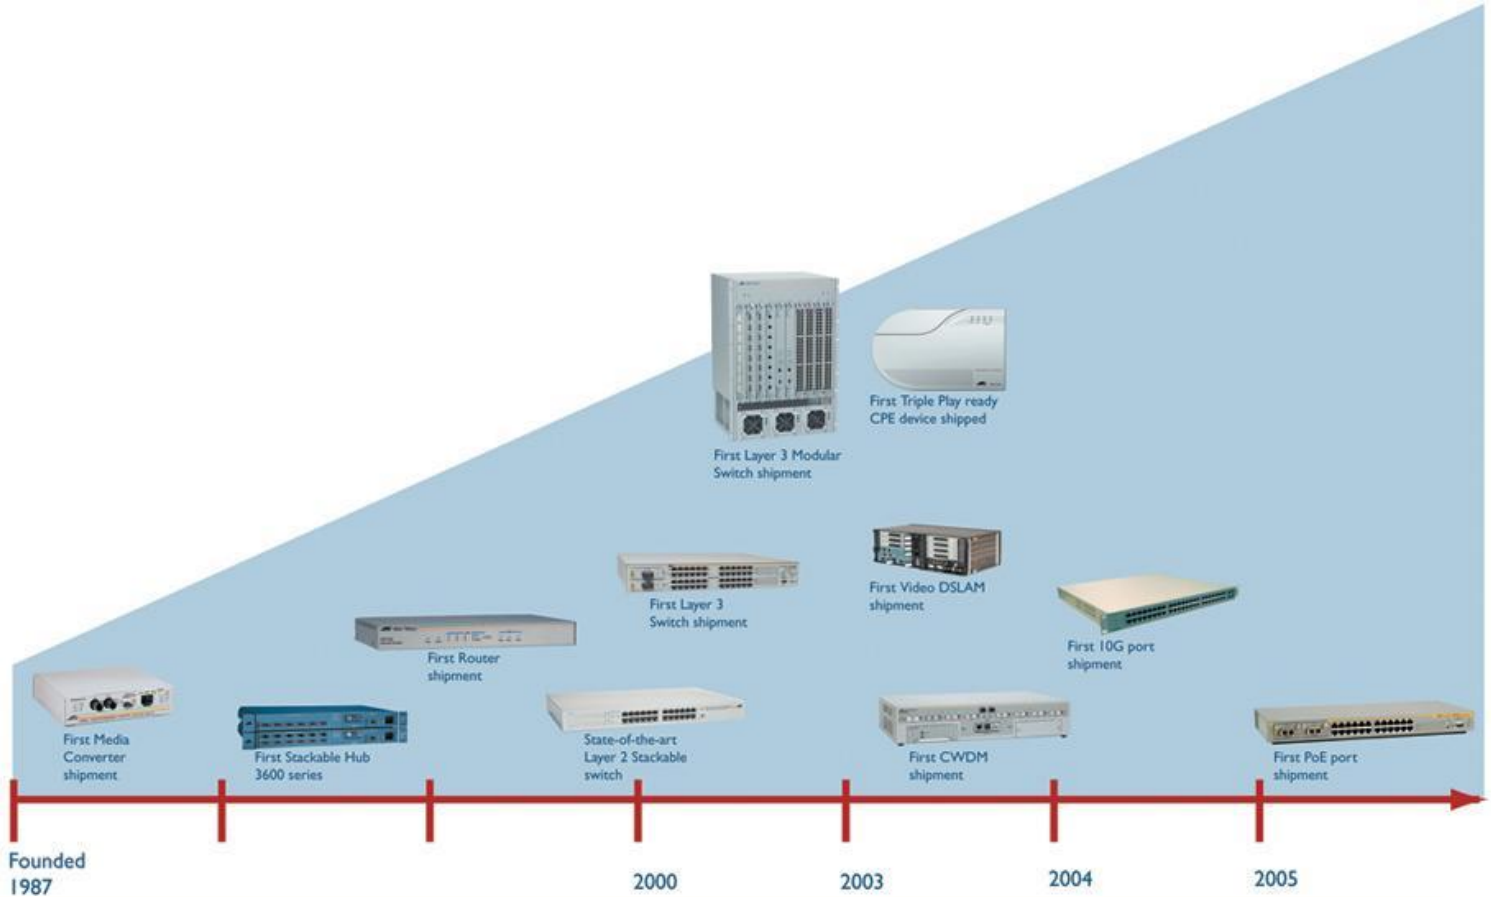 First Triple Play ready
CPE device shipped
First Layer 3 Modular
Switch shipment
First Video DSLAM
shipment
First Layer 3
Switch shipment
First 10G port
shipment
First Router
shipment
First Media
Converter
shipment
First Stackable Hub
3600 series
State-of-the-art
Layer 2 Stackable
switch
First CWDM
shipment
First PoE port
shipment
Founded
1987
2000
2003
2004
2005